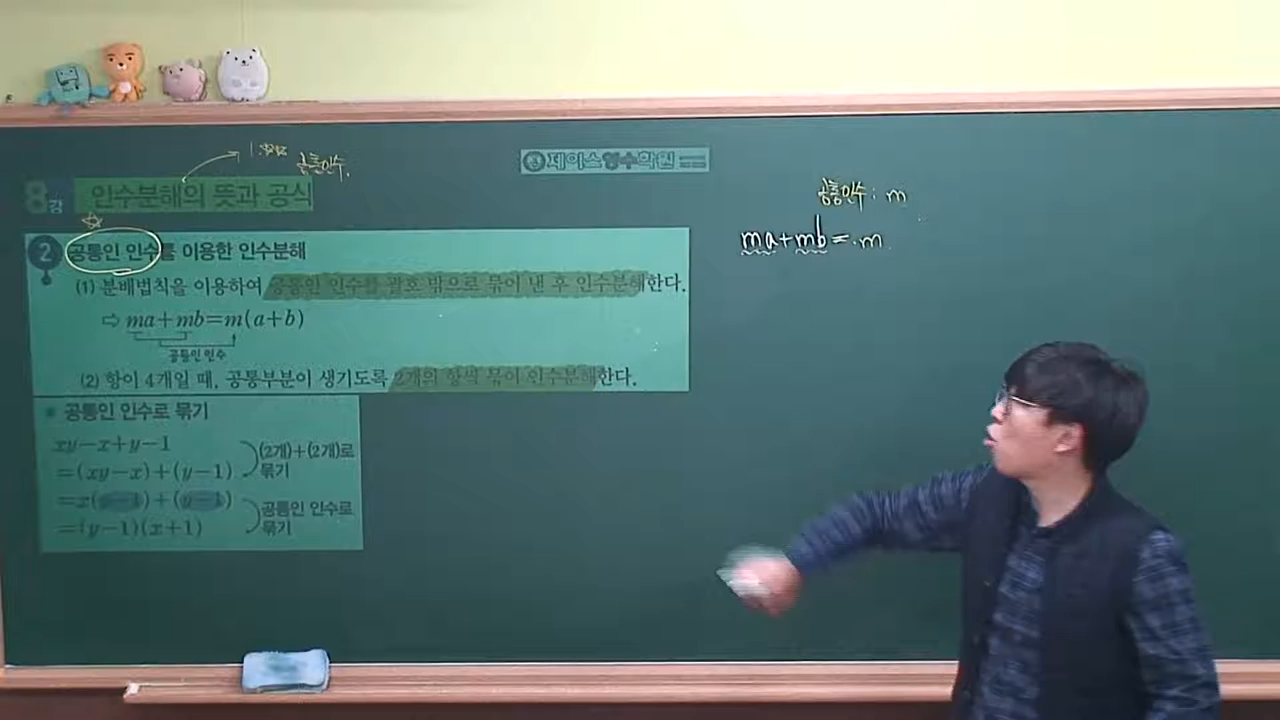 공통인수.
제이스영수학원
8강 인수분해의 뜻과 공식
2 공통인 인수를 이용한 인수분해
(1) 분배법칙을 이용하여 공통인 인수를 괄호 밖으로 묶어 낸 후 인수분해한다.
⇨ ma+mb=m(a+b)
공통인 인수
(2) 항이 4개일 때, 공통부분이 생기도록 2개의 항씩 묶어 인수분해한다.
공통인 인수로 묶기
xy-x+y-1
=(xy-x)+(y-1)
(2개)+(2개)로
묶기
=x(y-1)+(y-1)
=(y-1)(x+1)
공통인 인수로
묶기
공통인수 : m
ma+mb=m